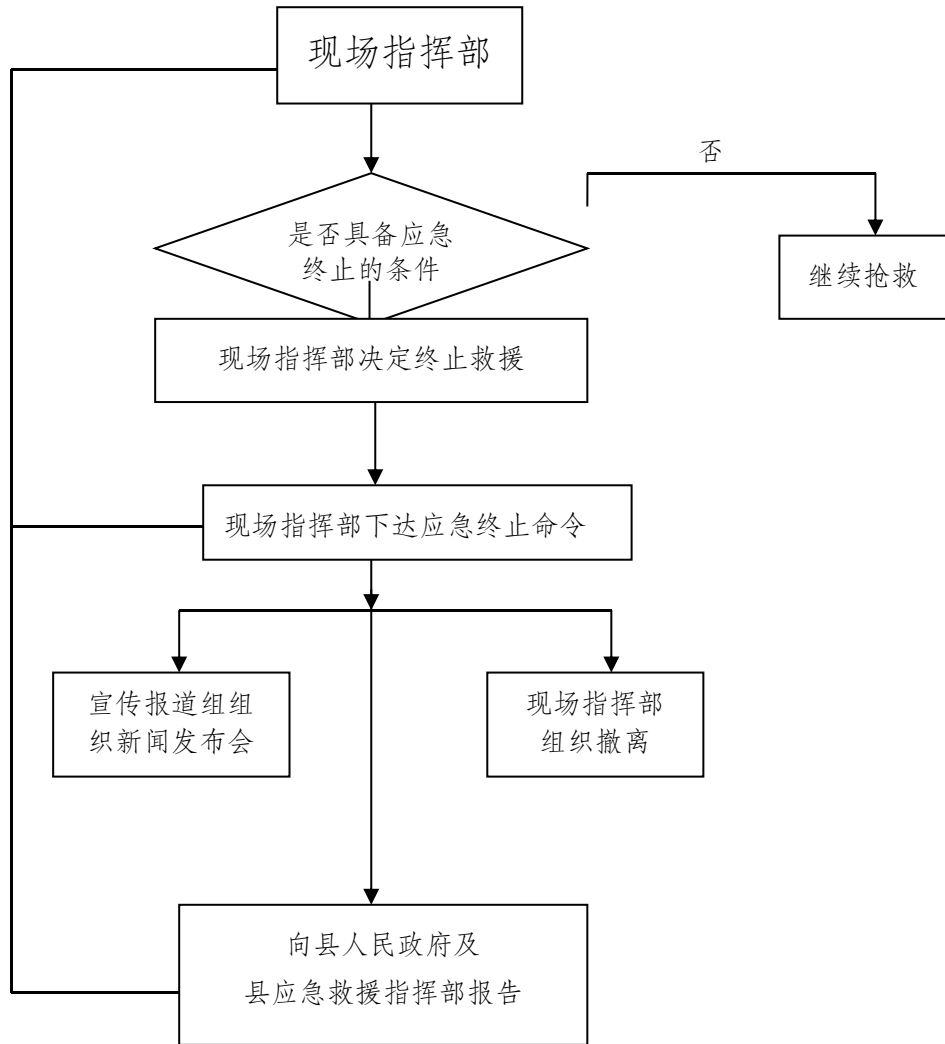 现场指挥部
否
是否具备应急
终止的条件
继续抢救
现场指挥部决定终止救援
现场指挥部下达应急终止命令
宣传报道组组
织新闻发布会
现场指挥部
组织撤离
向县人民政府及
县应急救援指挥部报告